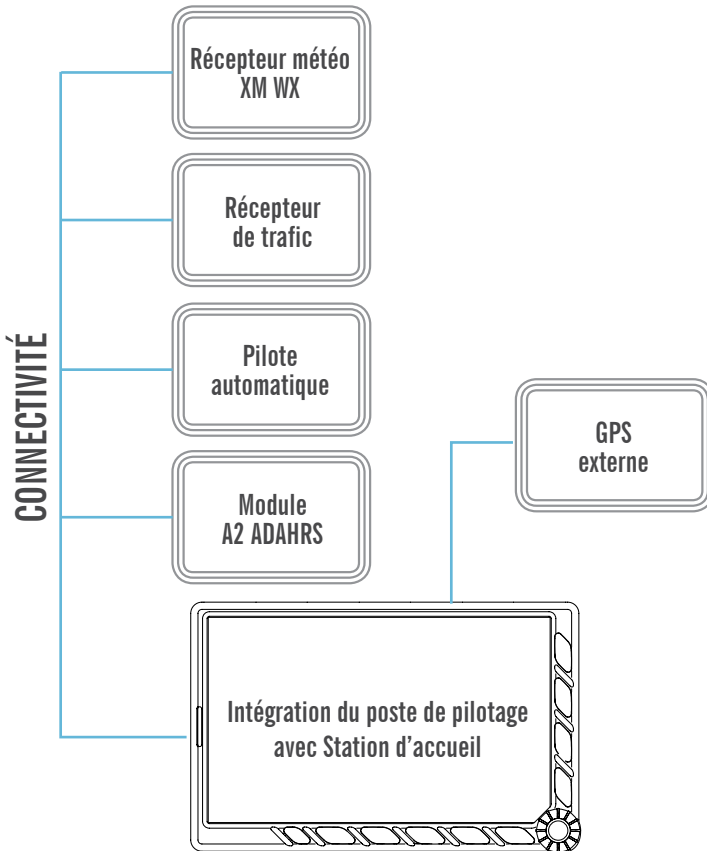 Récepteur météo
XM WX
Récepteur
de trafic
Pilote
automatique
Module
A2 ADAHRS
CONNECTIVITÉ
GPS
externe
Intégration du poste de pilotage
avec Station d'accueil